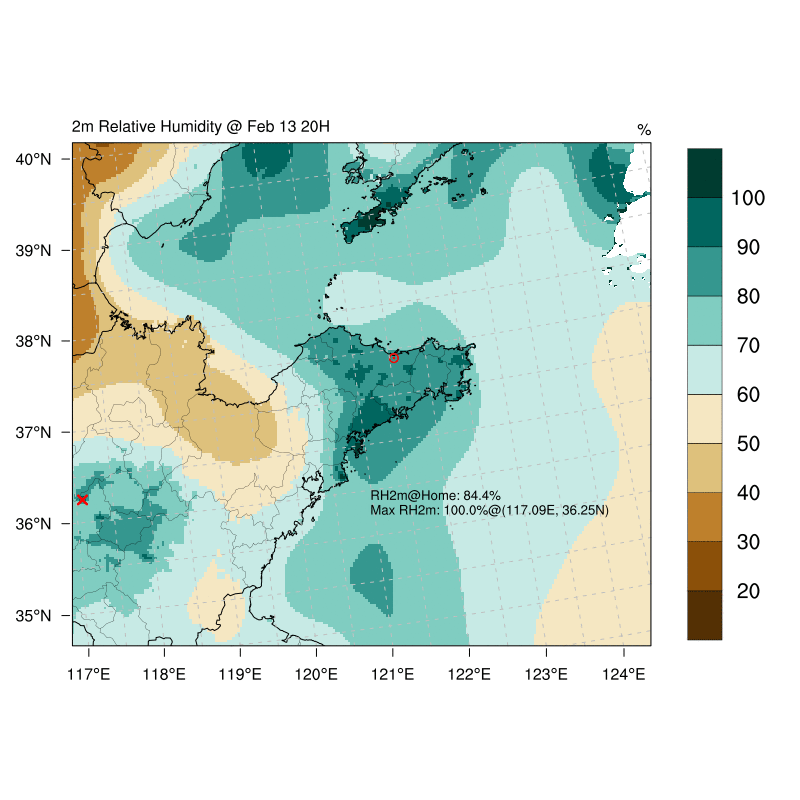 2m Relative Humidity @ Feb 13 20H
%
40°N
39°N
38°N
37°N
36°N
35°N
117°E
118°E
119°E
120°E
121°E
122°E
123°E
124°E
RH2m@Home: 84.4%
Max RH2m: 100.0%@(117.09E, 36.25N)
100
90
80
70
60
50
40
30
20